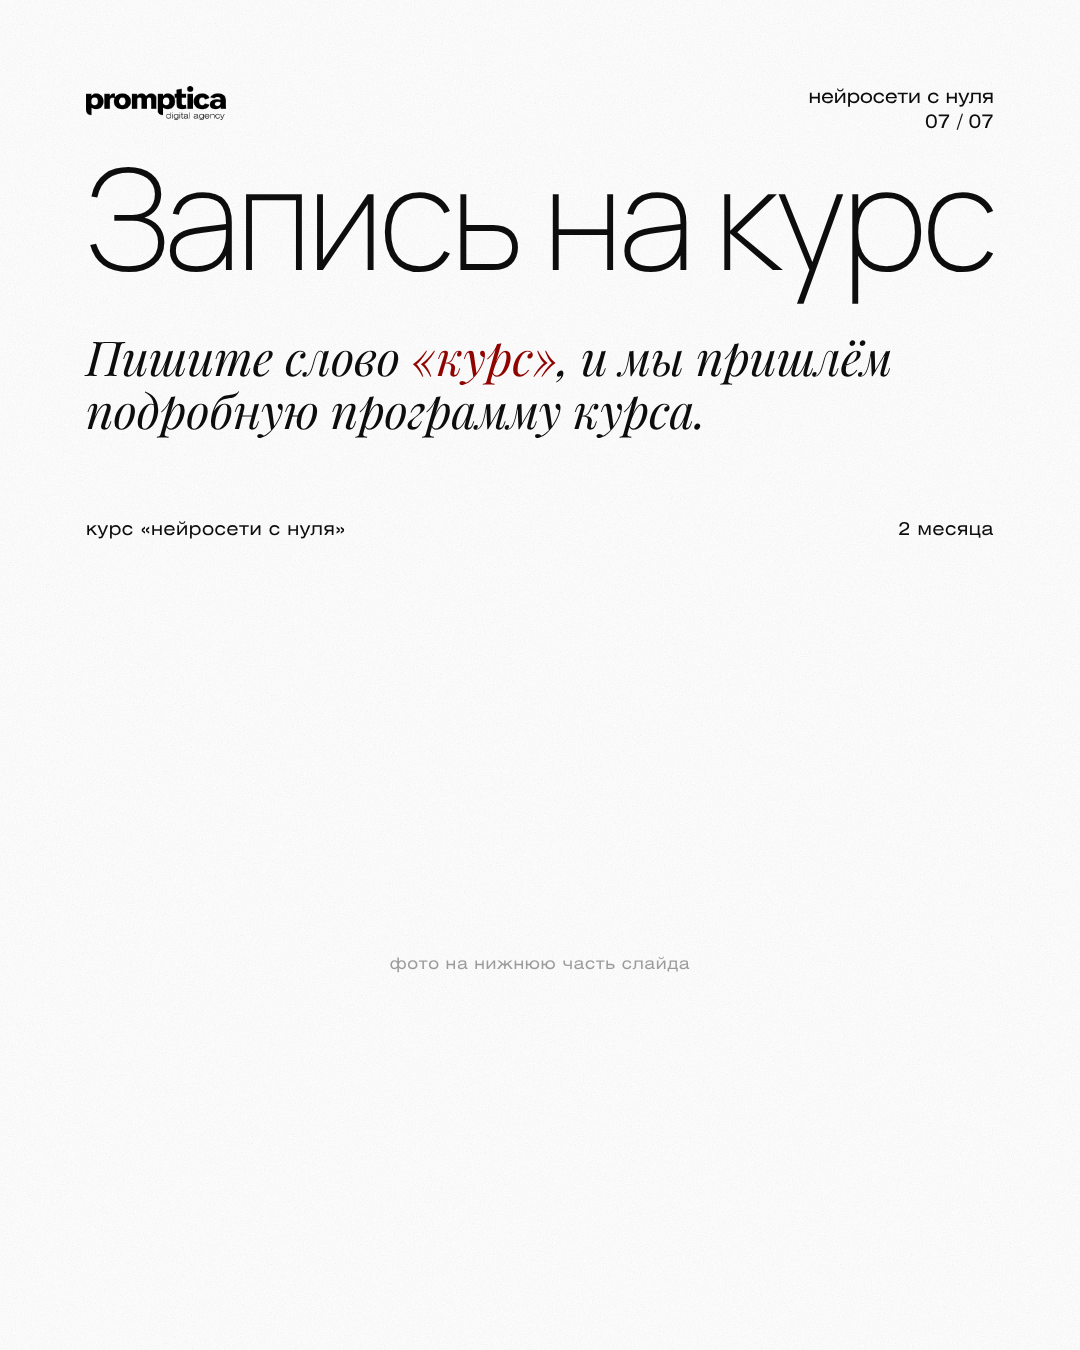 promptica
digital agency
нейросети с нуля
07 / 07
Запись на курс
Пишите слово «курс», и мы пришлём
подробную программу курса.
курс «нейросети с нуля»
2 месяца
фото на нижнюю часть слайда